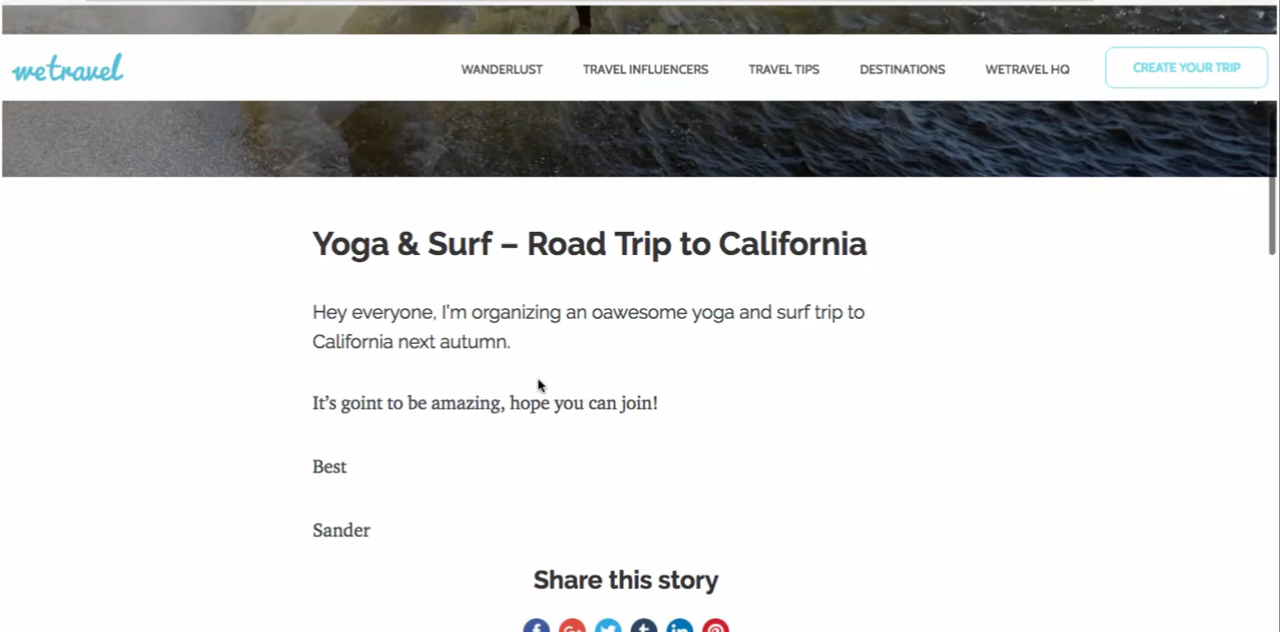 wetravel
WANDERLUST TRAVEL INFLUENCERS TRAVEL TIPS DESTINATIONS WETRAVEL HQ CREATE YOUR TRIP
Yoga & Surf – Road Trip to California
Hey everyone, I'm organizing an oawesome yoga and surf trip to
California next autumn.
It's goint to be amazing, hope you can join!
Best
Sander
Share this story
f G+ t in